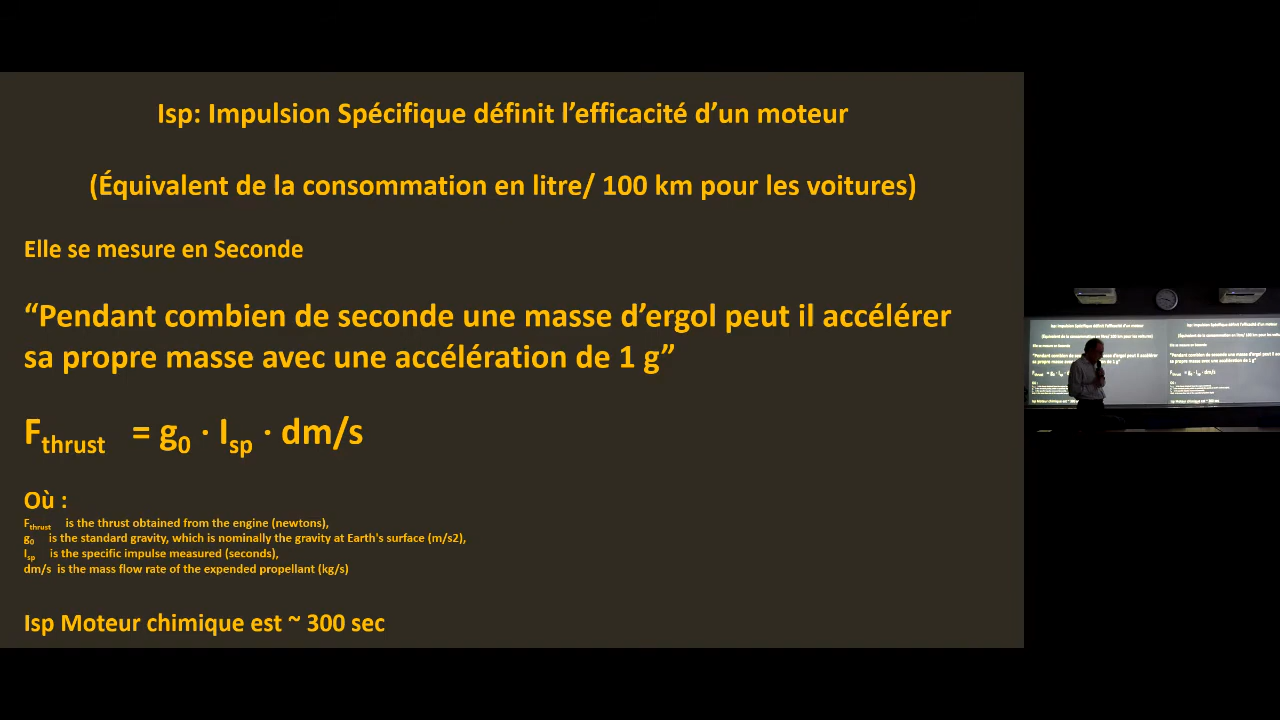 Isp: Impulsion Spécifique définit l’efficacité d’un moteur
(Équivalent de la consommation en litre/ 100 km pour les voitures)
Elle se mesure en Seconde
“Pendant combien de seconde une masse d’ergol peut il accélérer
sa propre masse avec une accélération de 1 g”
Fthrust = g0 · Isp · dm/s
Où :
Fthrust is the thrust obtained from the engine (newtons),
g0 is the standard gravity, which is nominally the gravity at Earth's surface (m/s2),
Isp is the specific impulse measured (seconds),
dm/s is the mass flow rate of the expended propellant (kg/s)
Isp Moteur chimique est ~ 300 sec